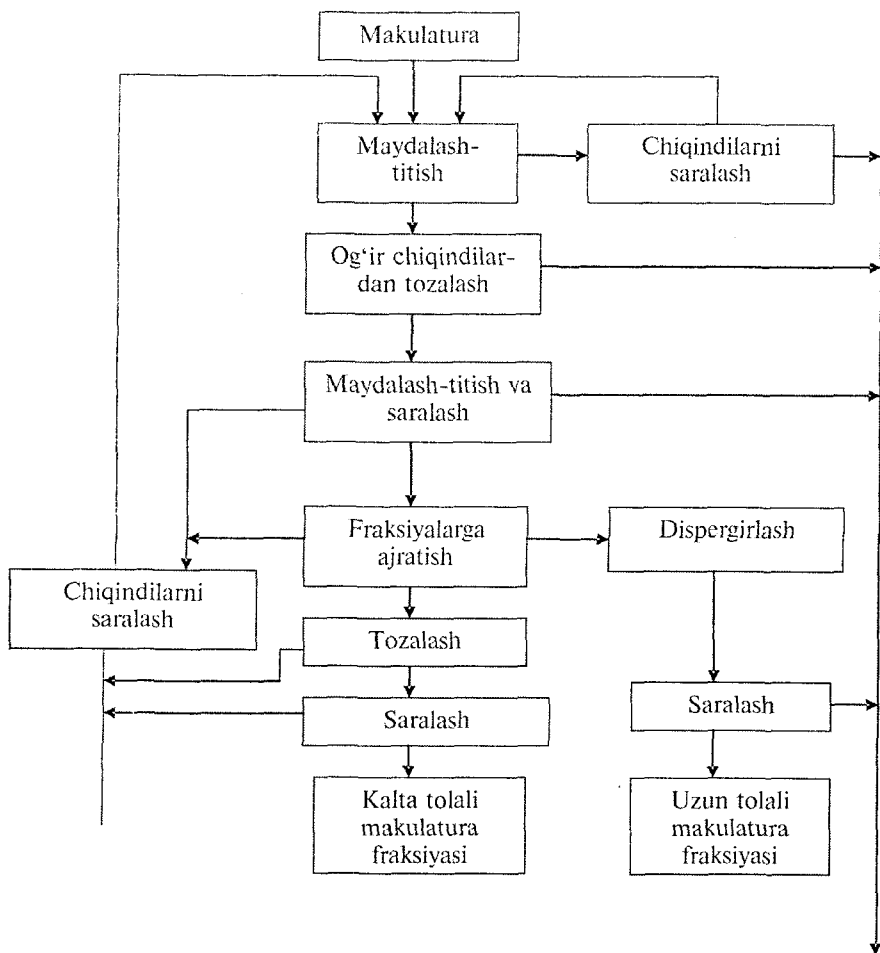 Makulatura
Maydalash-
titish
Chiqindilarni
saralash
Og‘ir chiqindilar-
dan tozalash
Maydalash-titish va
saralash
Fraksiyalarga
ajratish
Dispergirlash
Chiqindilarni
saralash
Tozalash
Saralash
Saralash
Kalta tolali
makulatura
fraksiyasi
Uzun tolali
makulatura
fraksiyasi